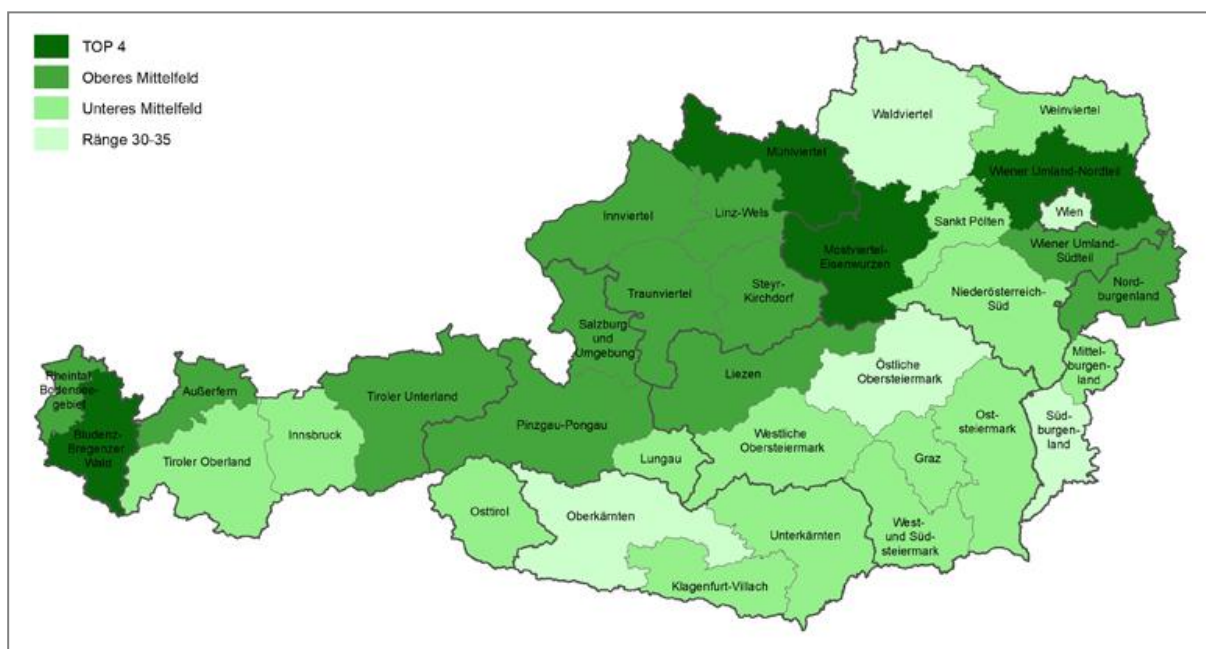 TOP 4
Oberes Mittelfeld
Unteres Mittelfeld
Ränge 30-35
Waldviertel
Weinviertel
Mühlviertel
Wiener Umland-Nordteil
Innviertel
Linz-Wels
Sankt Pölten
Wien
Mostviertel-
Eisenwurzen
Wiener Umland-
Südteil
Traunviertel
Steyr-
Kirchdorf
Niederösterreich-
Süd
Nord-
burgenland
Salzburg
und
Umgebung
Rheintal
Bodensee-
gebiet
Außerfern
Tiroler Unterland
Liezen
Östliche
Obersteiermark
Mittel-
burgenland
Bludenz-
Bregenzer
Wald
Tiroler Oberland
Innsbruck
Pinzgau-Pongau
Lungau
Westliche
Obersteiermark
Graz
Ost-
steiermark
Süd-
burgen-
land
Osttirol
Oberkärnten
Unterkärnten
West-
und Süd-
steiermark
Klagenfurt-Villach